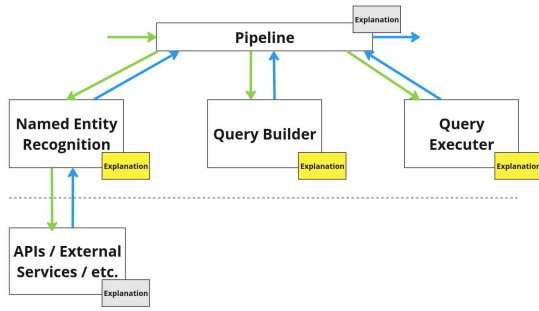 Explanation
Pipeline
Named Entity
Recognition
Explanation
Query Builder
Explanation
Query
Executer
Explanation
APIs / External
Services / etc.
Explanation